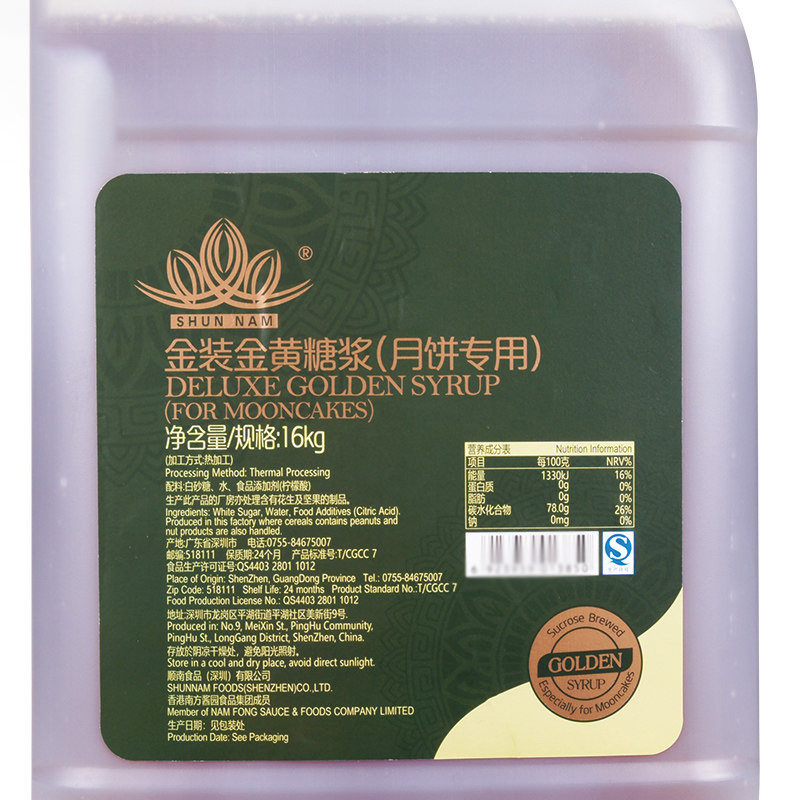 ®
SHUN NAM
金装金黄糖浆(月饼专用)
DELUXE GOLDEN SYRUP
(FOR MOONCAKES)
净含量/规格:16kg
(加工方式:热加工)
Processing Method: Thermal Processing
配料:白砂糖、水、食品添加剂(柠檬酸)
生产此产品的厂房亦处理含有花生及坚果的制品。
Ingredients: White Sugar, Water, Food Additives (Citric Acid).
Produced in this factory where cereals contains peanuts and
nut products are also handled.
产地:广东省深圳市 电话:0755-84675007
邮编:518111 保质期:24个月 产品标准号:T/CGCC 7
食品生产许可证号:QS4403 2801 1012
Place of Origin: ShenZhen, GuangDong Province Tel.: 0755-84675007
Zip Code: 518111 Shelf Life: 24 months Product Standard No.:T/CGCC 7
Food Production License No.: QS4403 2801 1012
地址:深圳市龙岗区平湖街道平湖社区美新街9号.
Produced in: No.9, MeiXin St., PingHu Community,
PingHu St., LongGang District, ShenZhen, China.
存放於阴凉干燥处，避免阳光照射.
Store in a cool and dry place, avoid direct sunlight.
顺南食品（深圳）有限公司
SHUNNAM FOODS(SHENZHEN)CO.,LTD.
香港南方酱园食品集团成员
Member of NAM FONG SAUCE & FOODS COMPANY LIMITED
生产日期：见包装处
Production Date: See Packaging
营养成分表 Nutrition Information
项目 每100克 NRV%
能量 1330kJ 16%
蛋白质 0g 0%
脂肪 0g 0%
碳水化合物 78.0g 26%
钠 0mg 0%
Sucrose Brewed
GOLDEN
SYRUP
Especially for Mooncakes